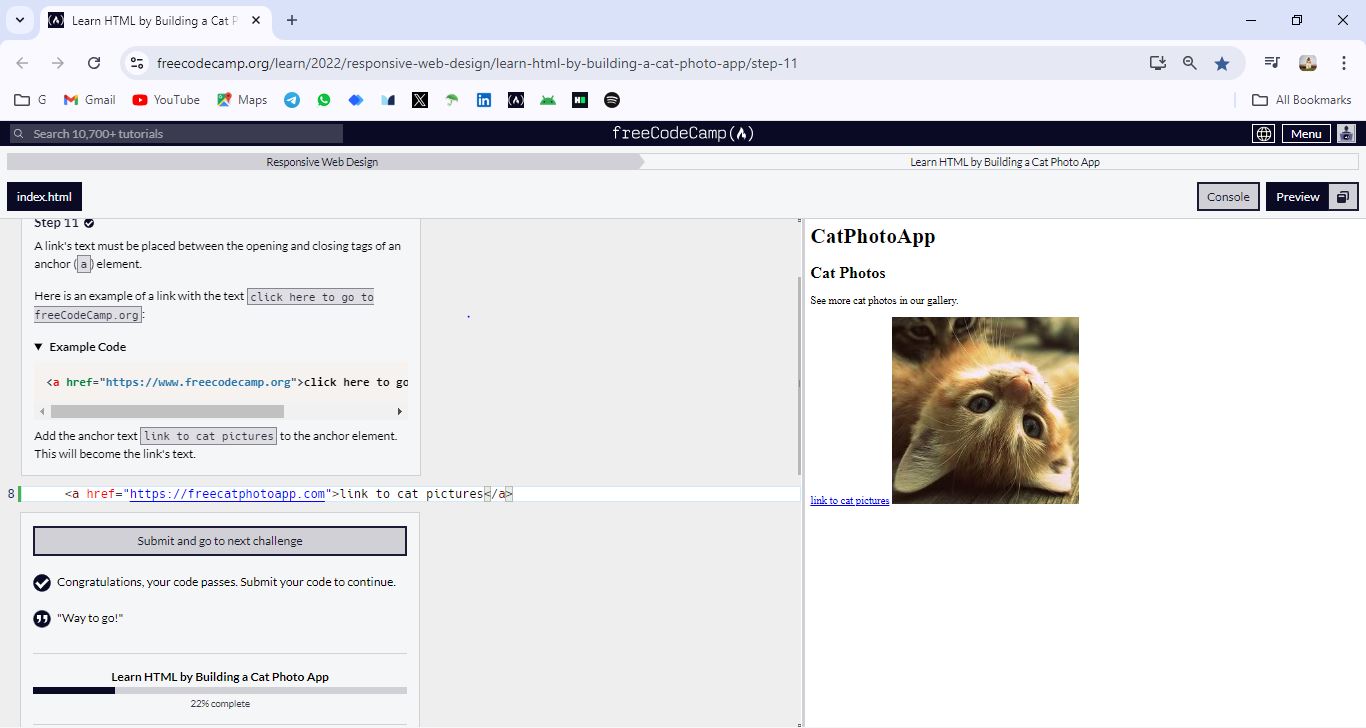 Learn HTML by Building a Cat P
freecodecamp.org/learn/2022/responsive-web-design/learn-html-by-building-a-cat-photo-app/step-11
G
Gmail
YouTube
Maps
All Bookmarks
Search 10,700+ tutorials
freeCodeCamp
Menu
Responsive Web Design
Learn HTML by Building a Cat Photo App
index.html
Console
Preview
Step 11
A link's text must be placed between the opening and closing tags of an
anchor (a) element.
Here is an example of a link with the text click here to go to
freeCodeCamp.org:
Example Code
<a href="https://www.freecodecamp.org">click here to go
Add the anchor text link to cat pictures to the anchor element.
This will become the link's text.
8 <a href="https://freecatphotoapp.com">link to cat pictures</a>
Submit and go to next challenge
Congratulations, your code passes. Submit your code to continue.
"Way to go!"
Learn HTML by Building a Cat Photo App
22% complete
CatPhotoApp
Cat Photos
See more cat photos in our gallery.
link to cat pictures